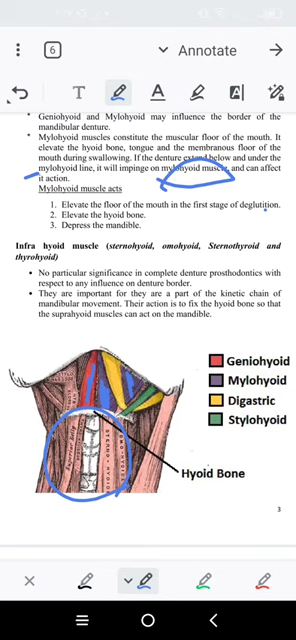 6
Annotate
T
A
A
• Geniohyoid and Mylohyoid may influence the border of the
mandibular denture.
• Mylohyoid muscles constitute the muscular floor of the mouth. It
elevate the hyoid bone, tongue and the membranous floor of the
mouth during swallowing. If the denture extend below and under the
mylohyoid line, it will impinge on mylohyoid muscle, and can affect
it action.
Mylohyoid muscle acts
1. Elevate the floor of the mouth in the first stage of deglutition.
2. Elevate the hyoid bone.
3. Depress the mandible.
Infra hyoid muscle (sternohyoid, omohyoid, Sternothyroid and
thyrohyoid)
• No particular significance in complete denture prosthodontics with
respect to any influence on denture border.
• They are important for they are a part of the kinetic chain of
mandibular movement. Their action is to fix the hyoid bone so that
the suprahyoid muscles can act on the mandible.
Geniohyoid
Mylohyoid
Digastric
Stylohyoid
Hyoid Bone
3